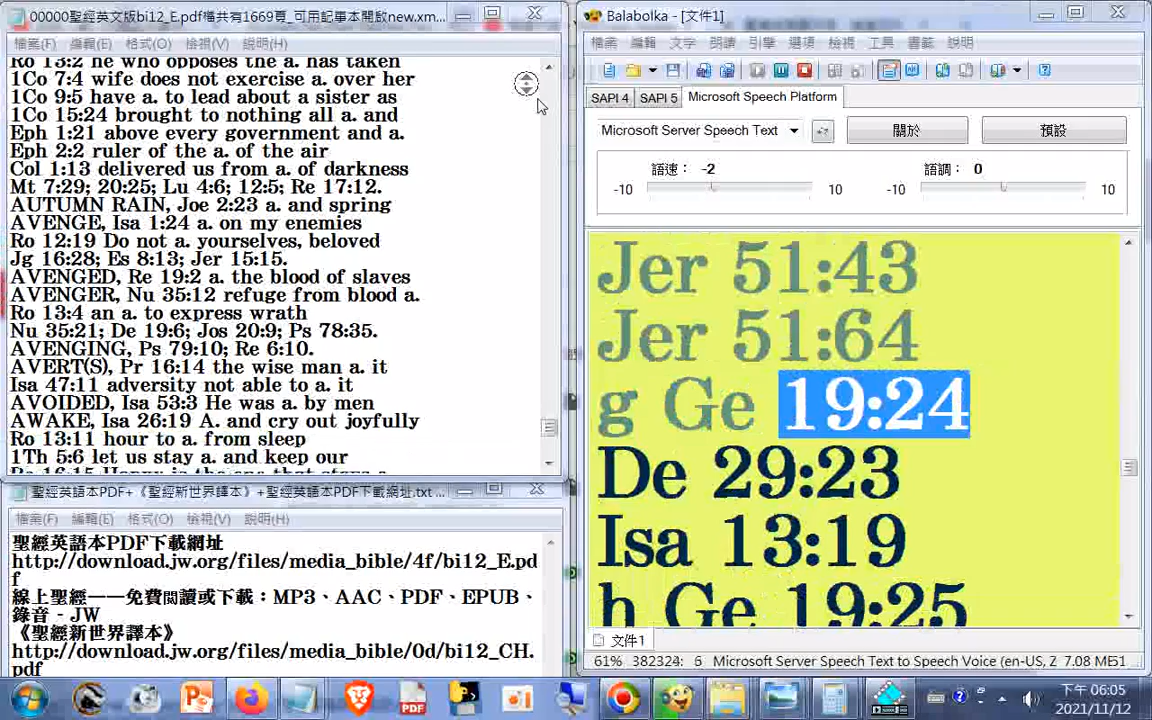 00000聖經英文版bi12_E.pdf檔共有1669頁_可用記事本開啟new.xm...
檔案(F) 編輯(E) 格式(O) 檢視(V) 說明(H)
Ro 13:2 he who opposes the a. has taken
1Co 7:4 wife does not exercise a. over her
1Co 9:5 have a. to lead about a sister as
1Co 15:24 brought to nothing all a. and
Eph 1:21 above every government and a.
Eph 2:2 ruler of the a. of the air
Col 1:13 delivered us from a. of darkness
Mt 7:29; 20:25; Lu 4:6; 12:5; Re 17:12.
AUTUMN RAIN, Joe 2:23 a. and spring
AVENGE, Isa 1:24 a. on my enemies
Ro 12:19 Do not a. yourselves, beloved
Jg 16:28; Es 8:13; Jer 15:15.
AVENGED, Re 19:2 a. the blood of slaves
AVENGER, Nu 35:12 refuge from blood a.
Ro 13:4 an a. to express wrath
Nu 35:21; De 19:6; Jos 20:9; Ps 78:35.
AVENGING, Ps 79:10; Re 6:10.
AVERT(S), Pr 16:14 the wise man a. it
Isa 47:11 adversity not able to a. it
AVOIDED, Isa 53:3 He was a. by men
AWAKE, Isa 26:19 A. and cry out joyfully
Ro 13:11 hour to a. from sleep
1Th 5:6 let us stay a. and keep our
Re 16:15 Happy is the one that stays a.
聖經英語本PDF+《聖經新世界譯本》+聖經英語本PDF下載網址.txt ...
檔案(F) 編輯(E) 格式(O) 檢視(V) 說明(H)
聖經英語本PDF下載網址
http://download.jw.org/files/media_bible/4f/bi12_E.pd
f
線上聖經——免費閱讀或下載：MP3、AAC、PDF、EPUB、
錄音 - JW
《聖經新世界譯本》
http://download.jw.org/files/media_bible/0d/bi12_CH.
pdf
Balabolka - [文件1]
檔案 編輯 文字 朗讀 引擎 選項 檢視 工具 書籤 說明
SAPI 4 SAPI 5 Microsoft Speech Platform
Microsoft Server Speech Text 關於 預設
語速： -2 語調： 0
-10 10 -10 10
Jer 51:43
Jer 51:64
g Ge 19:24
De 29:23
Isa 13:19
h Ge 19:25
文件1
61% 382324: 6 Microsoft Server Speech Text to Speech Voice (en-US, Z 7.08 ME51
下午 06:05
2021/11/12